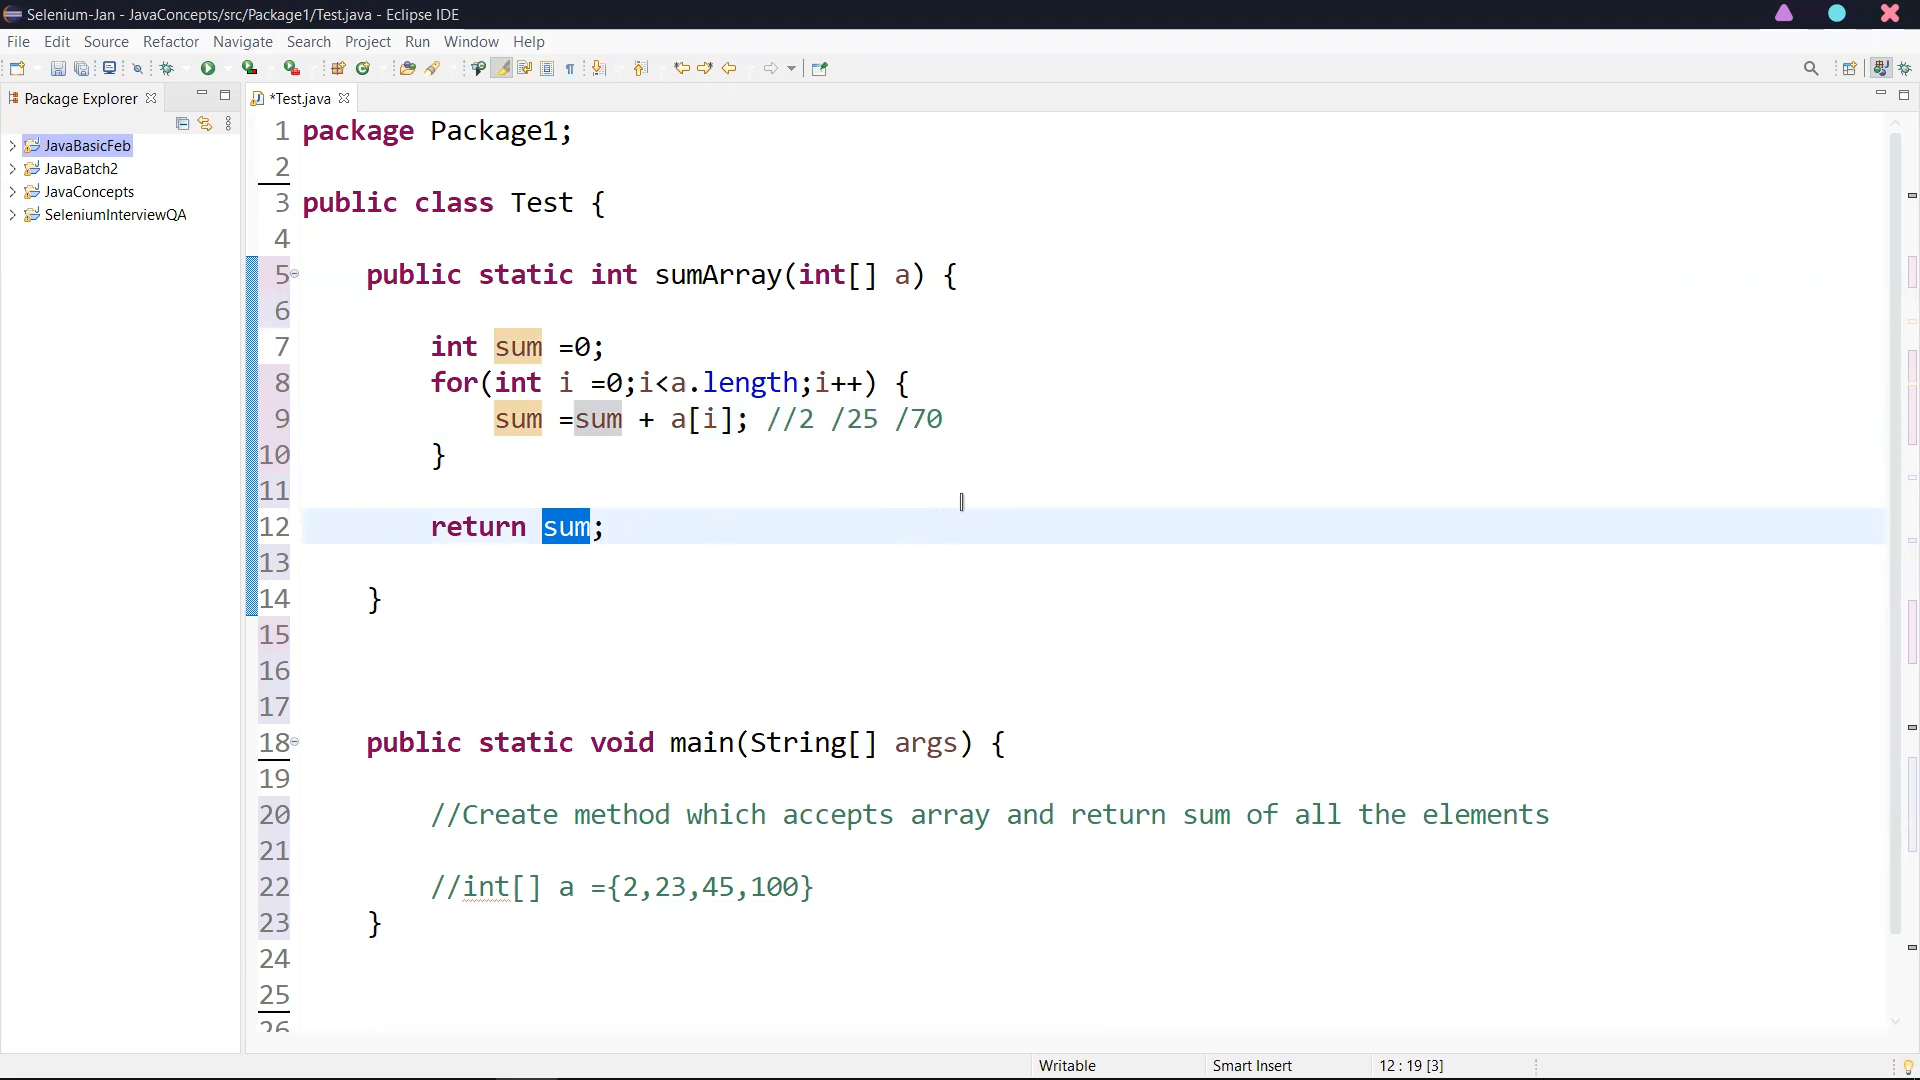 Selenium-Jan - JavaConcepts/src/Package1/Test.java - Eclipse IDE
File Edit Source Refactor Navigate Search Project Run Window Help
Package Explorer
*Test.java
JavaBasicFeb
JavaBatch2
JavaConcepts
SeleniumInterviewQA
1 package Package1;
2
3 public class Test {
4
5 public static int sumArray(int[] a) {
6
7 int sum =0;
8 for(int i =0;i<a.length;i++) {
9 sum =sum + a[i]; //2 /25 /70
10 }
11
12 return sum;
13
14 }
15
16
17
18 public static void main(String[] args) {
19
20 //Create method which accepts array and return sum of all the elements
21
22 //int[] a ={2,23,45,100}
23 }
24
25
26
Writable Smart Insert 12 : 19 [3]